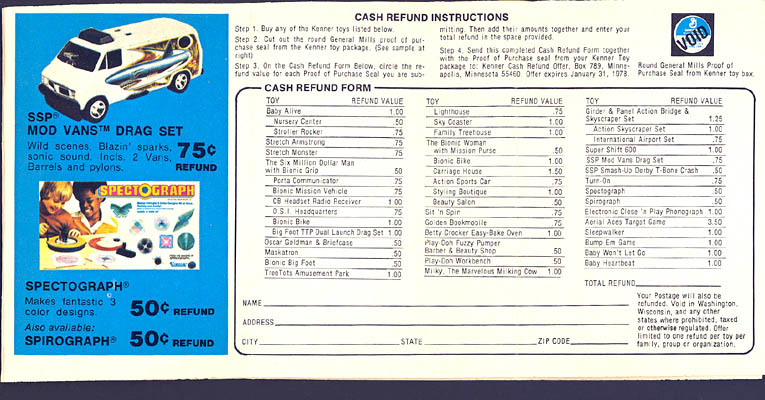 CASH REFUND INSTRUCTIONS
Step 1. Buy any of the Kenner toys listed below.
Step 2. Cut out the round General Mills proof of pur-
chase seal from the Kenner toy package. (See sample at
right)
Step 3. On the Cash Refund Form Below, circle the re-
fund value for each Proof of Purchase Seal you are sub-
mitting. Then add their amounts together and enter your
total refund in the space provided.
Step 4. Send this completed Cash Refund Form together
with the Proof of Purchase Seal from your Kenner Toy
package to: Kenner Cash Refund Offer, Box 789, Minne-
apolis, Minnesota 55460. Offer expires January 31, 1978.
VOID
Round General Mills Proof of
Purchase Seal from Kenner toy box.
SSP®
MOD VANS™ DRAG SET
Wild scenes. Blazin' sparks,
sonic sound. Incls. 2 Vans,
Barrels and pylons.
75¢
REFUND
SPECTOGRAPH
SPECTOGRAPH®
Makes fantastic 3
color designs.
50¢ REFUND
Also available:
SPIROGRAPH®
50¢ REFUND
CASH REFUND FORM
TOY REFUND VALUE
Baby Alive 1.00
Nursery Center .50
Stroller Rocker .75
Stretch Armstrong .75
Stretch Monster .75
The Six Million Dollar Man
with Bionic Grip .50
Porta Communicator .75
Bionic Mission Vehicle .75
CB Headset Radio Receiver 1.00
O.S.I. Headquarters .75
Bionic Bike 1.00
Big Foot TTP Dual Launch Drag Set 1.00
Oscar Goldman & Briefcase .50
Maskatron .50
Bionic Big Foot .50
TreeTots Amusement Park 1.00
TOY REFUND VALUE
Lighthouse .75
Sky Coaster 1.00
Family Treehouse 1.00
The Bionic Woman
with Mission Purse .50
Bionic Bike 1.00
Carriage House 1.50
Action Sports Car .75
Styling Boutique 1.00
Beauty Salon .50
Sit 'n Spin .75
Golden Bookmobile .75
Betty Crocker Easy-Bake Oven 1.00
Play-Doh Fuzzy Pumper
Barber & Beauty Shop .50
Play-Doh Workbench .50
Milky, The Marvelous Milking Cow 1.00
TOY REFUND VALUE
Girder & Panel Action Bridge &
Skyscraper Set 1.25
Action Skyscraper Set 1.00
International Airport Set .75
Super Shift 600 1.00
SSP Mod Vans Drag Set .75
SSP Smash-Up Derby T-Bone Crash .50
Turn-On .75
Spectograph .50
Spirograph .50
Electronic Close 'n Play Phonograph 1.00
Aerial Aces Target Game 3.50
Sleepwalker 1.00
Bump Em Game 1.00
Baby Won't Let Go 1.00
Baby Heartbeat 1.00
TOTAL REFUND
NAME
ADDRESS
CITY STATE ZIP CODE
Your Postage will also be
refunded. Void in Washington,
Wisconsin, and any other
states where prohibited, taxed
or otherwise regulated. Offer
limited to one refund per toy per
family, group or organization.